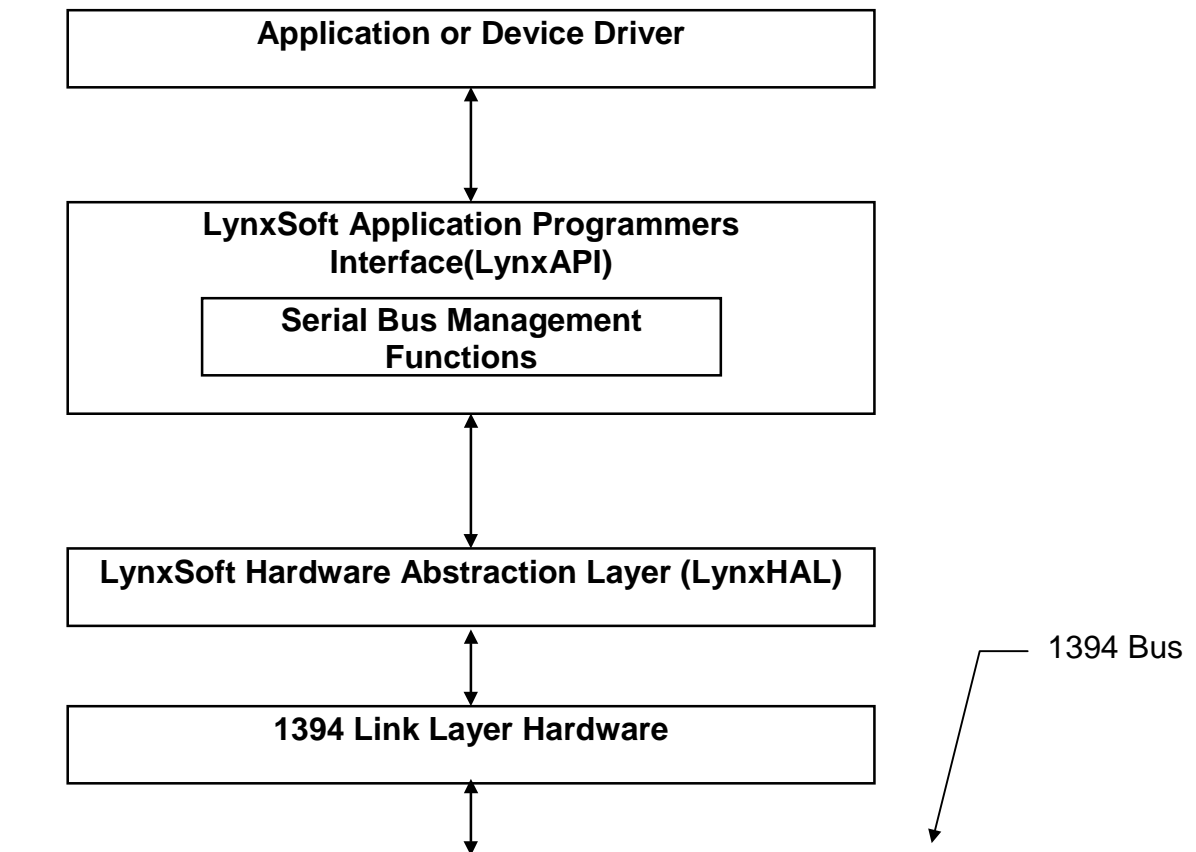 Application or Device Driver
LynxSoft Application Programmers
Interface(LynxAPI)
Serial Bus Management
Functions
LynxSoft Hardware Abstraction Layer (LynxHAL)
1394 Bus
1394 Link Layer Hardware